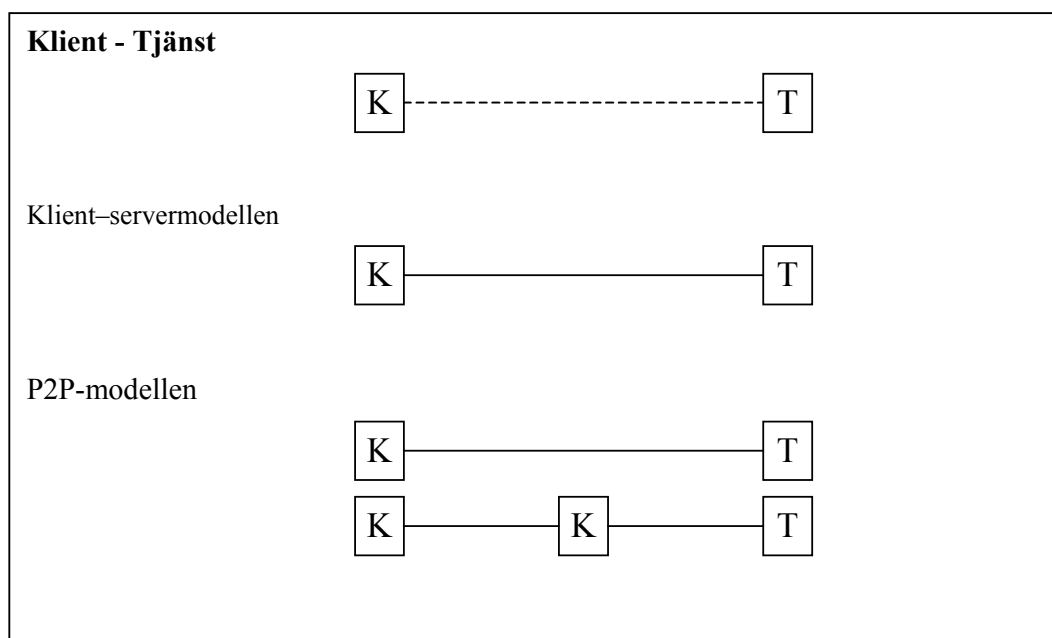 Klient - Tjänst
K T
Klient–servermodellen
K T
P2P-modellen
K T
K K T